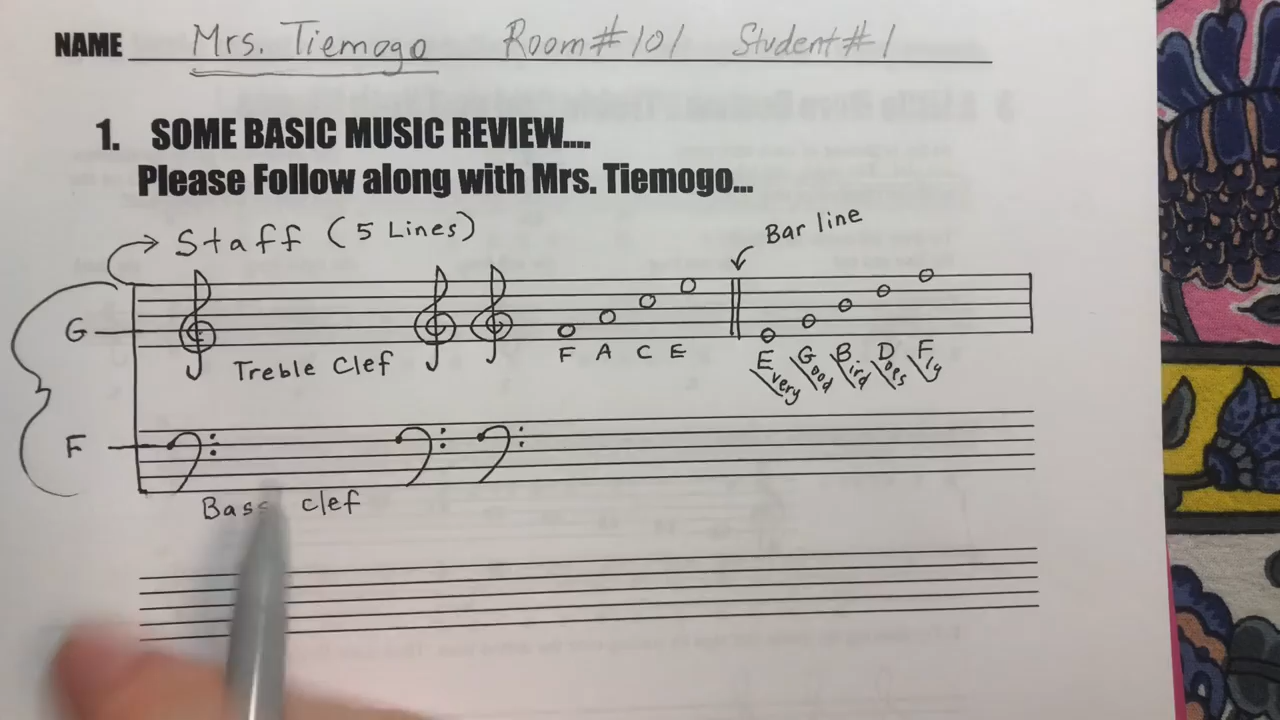 NAME Mrs. Tiemogo Room#101 Student#1
1. SOME BASIC MUSIC REVIEW....
Please Follow along with Mrs. Tiemogo...
Staff (5 Lines)
Bar line
G
Treble Clef
F A C E
Every Good Bird Does Fly
F
Bass clef